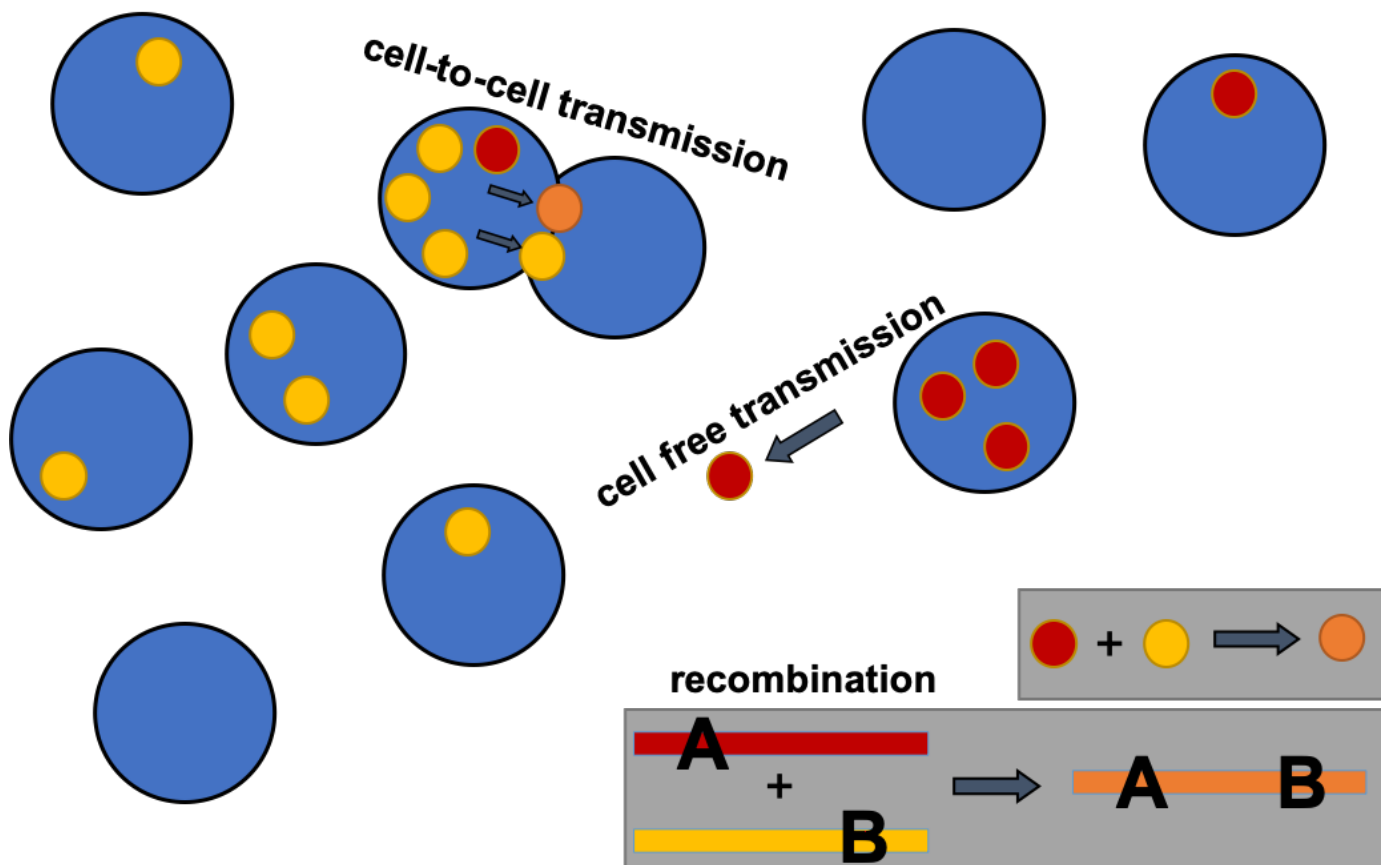 cell-to-cell transmission
cell free transmission
+
recombination
A
+
B
A B